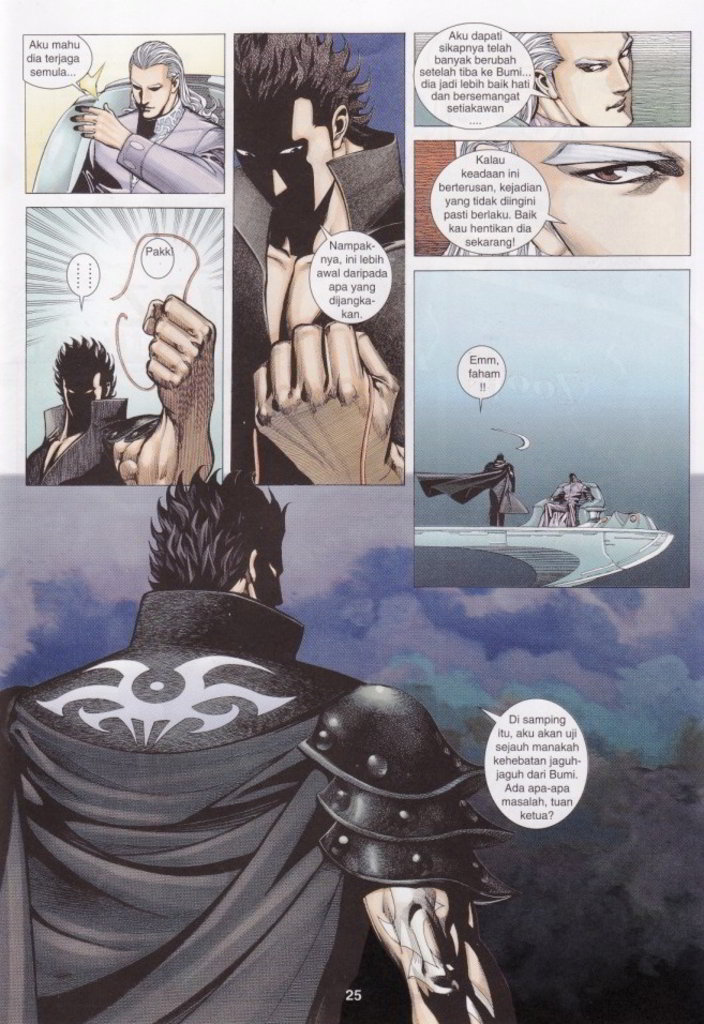 Aku mahu
dia terjaga
semula...
Pakk!
......
Nampak-
nya, ini lebih
awal daripada
apa yang
dijangka-
kan.
Aku dapati
sikapnya telah
banyak berubah
setelah tiba ke Bumi...
dia jadi lebih baik hati
dan bersemangat
setiakawan
....
Kalau
keadaan ini
berterusan, kejadian
yang tidak diingini
pasti berlaku. Baik
kau hentikan dia
sekarang!
Emm,
faham
!!
Di samping
itu, aku akan uji
sejauh manakah
kehebatan jaguh-
jaguh dari Bumi.
Ada apa-apa
masalah, tuan
ketua?
25